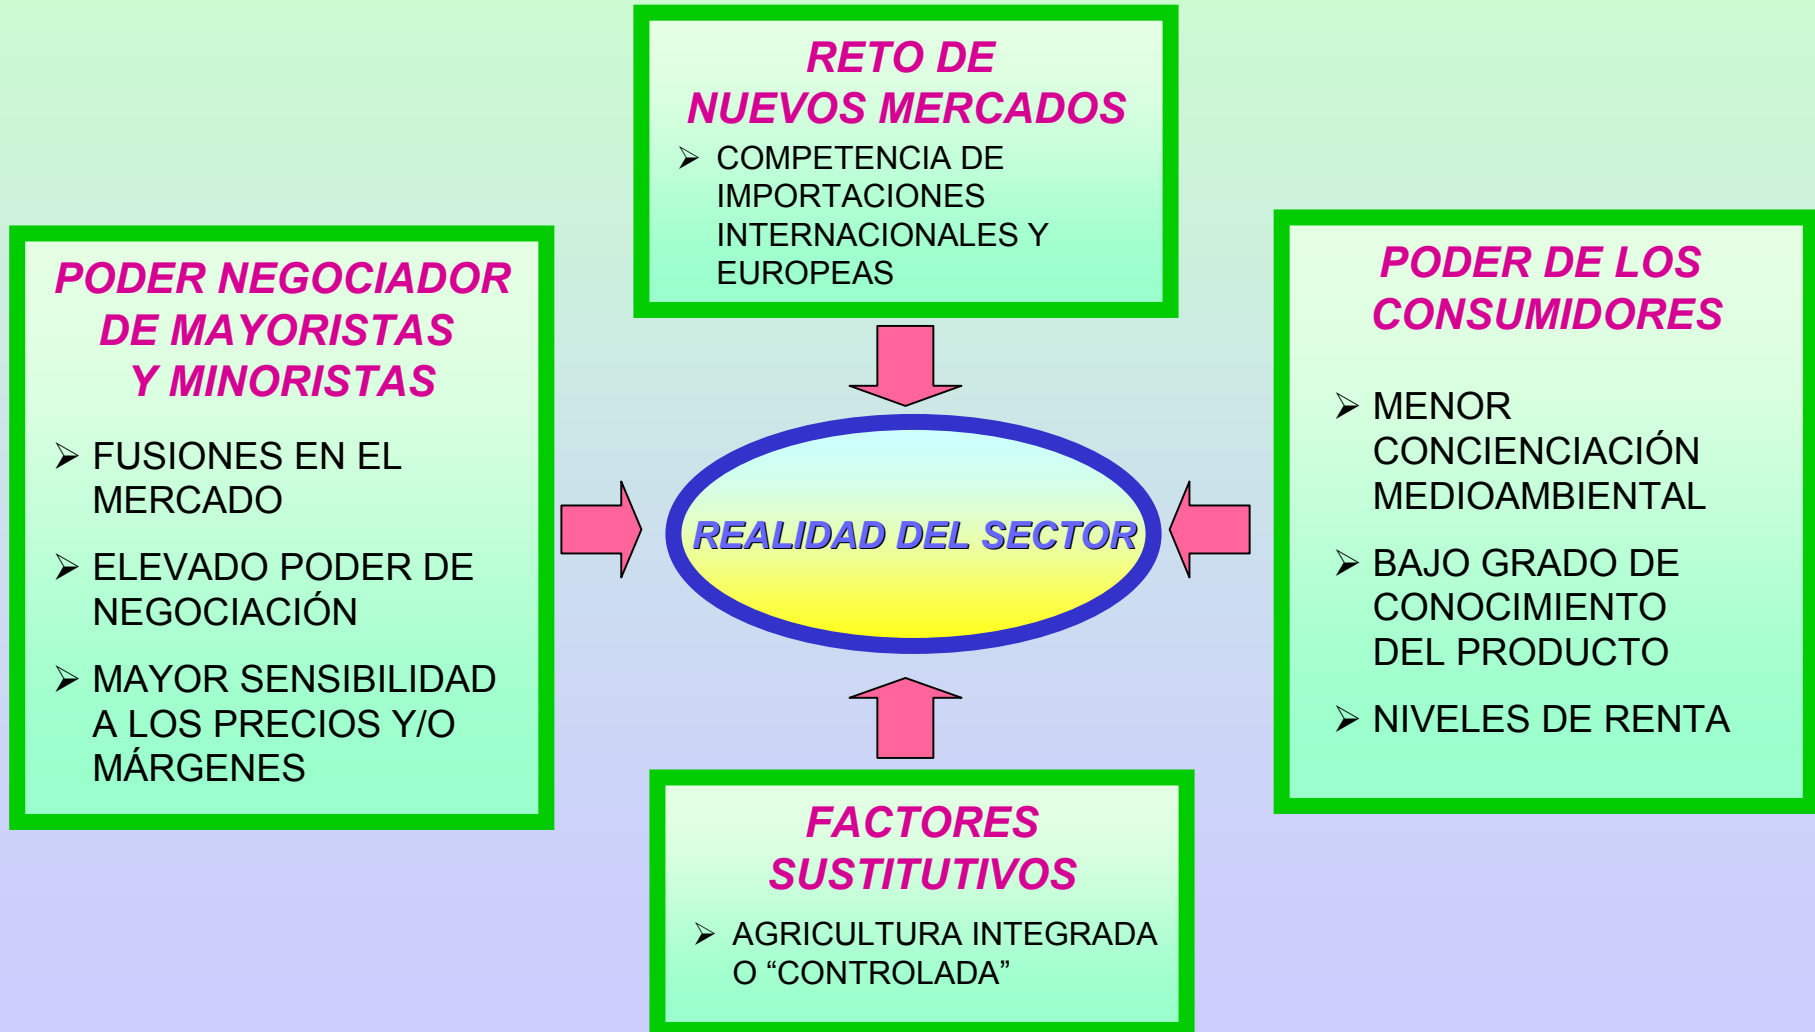 RETO DE
NUEVOS MERCADOS
➢ COMPETENCIA DE
IMPORTACIONES
INTERNACIONALES Y
EUROPEAS
PODER NEGOCIADOR
DE MAYORISTAS
Y MINORISTAS
➢ FUSIONES EN EL
MERCADO
➢ ELEVADO PODER DE
NEGOCIACIÓN
➢ MAYOR SENSIBILIDAD
A LOS PRECIOS Y/O
MÁRGENES
REALIDAD DEL SECTOR
PODER DE LOS
CONSUMIDORES
➢ MENOR
CONCIENCIACIÓN
MEDIOAMBIENTAL
➢ BAJO GRADO DE
CONOCIMIENTO
DEL PRODUCTO
➢ NIVELES DE RENTA
FACTORES
SUSTITUTIVOS
➢ AGRICULTURA INTEGRADA
O “CONTROLADA”